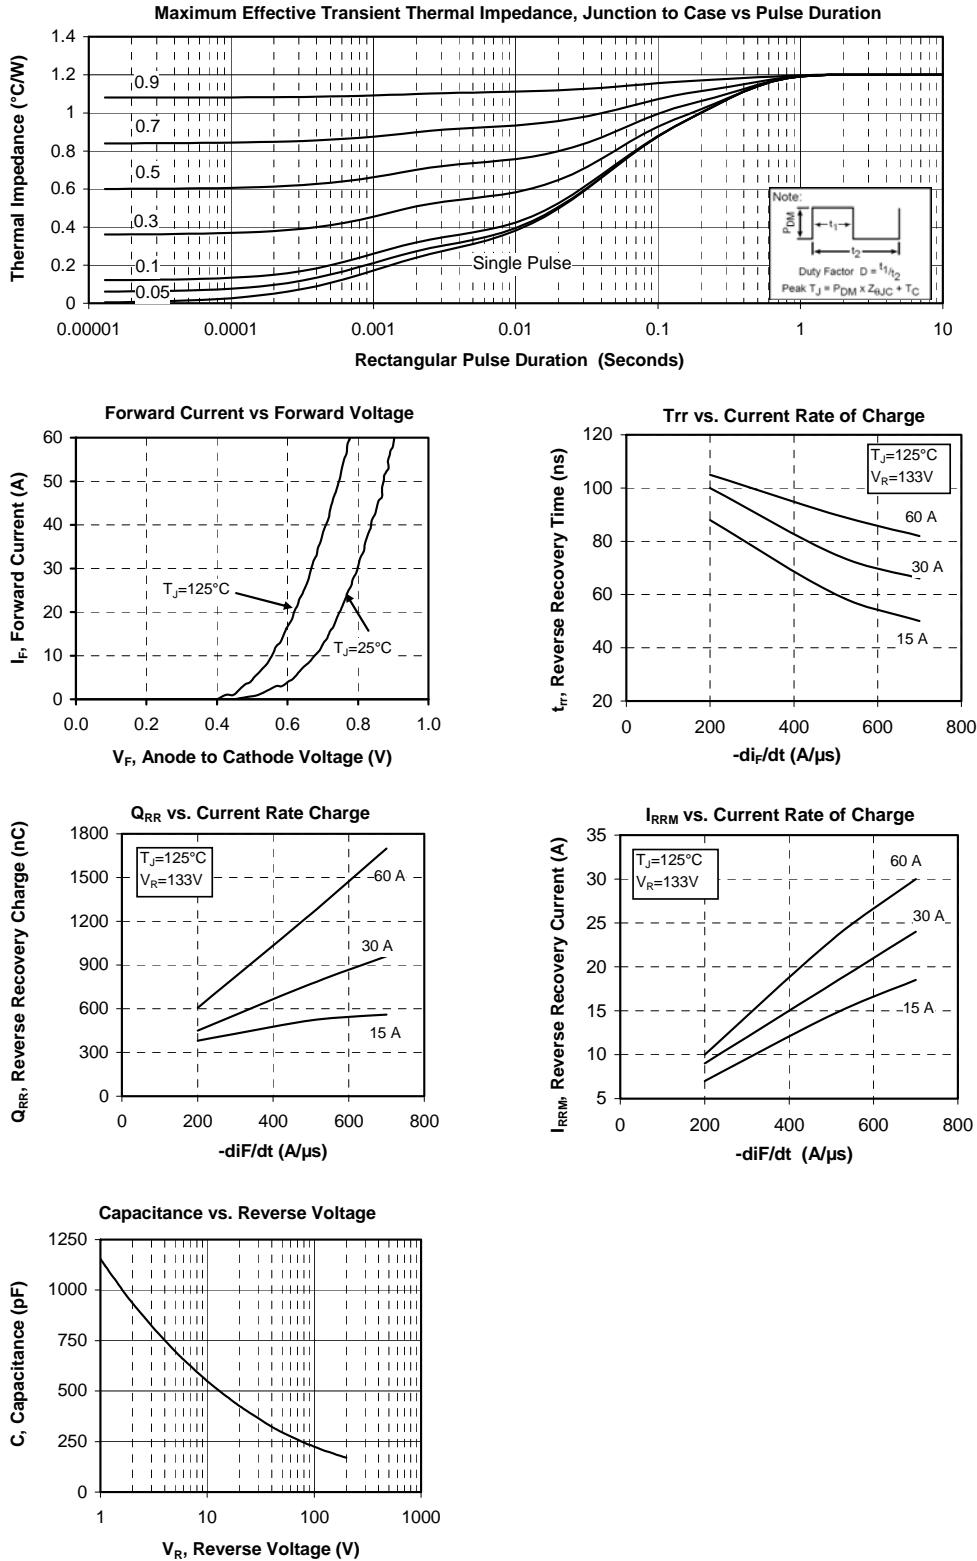 Maximum Effective Transient Thermal Impedance, Junction to Case vs Pulse Duration
Thermal Impedance (°C/W)
1.4
1.2
1.0
0.8
0.6
0.4
0.2
0
0.9
0.7
0.5
0.3
0.1
0.05
Single Pulse
Note:
PDM
t1
t2
Duty Factor D = t1/t2
Peak TJ = PDM x ZθJC + TC
0.00001 0.0001 0.001 0.01 0.1 1 10
Rectangular Pulse Duration (Seconds)
Forward Current vs Forward Voltage
IF, Forward Current (A)
60
50
40
30
20
10
0
TJ=125°C
TJ=25°C
0.0 0.2 0.4 0.6 0.8 1.0
VF, Anode to Cathode Voltage (V)
Trr vs. Current Rate of Charge
trr, Reverse Recovery Time (ns)
120
100
80
60
40
20
TJ=125°C
VR=133V
60 A
30 A
15 A
0 200 400 600 800
-diF/dt (A/µs)
QRR vs. Current Rate Charge
QRR, Reverse Recovery Charge (nC)
1800
1500
1200
900
600
300
0
TJ=125°C
VR=133V
60 A
30 A
15 A
0 200 400 600 800
-diF/dt (A/µs)
IRRM vs. Current Rate of Charge
IRRM, Reverse Recovery Current (A)
35
30
25
20
15
10
5
TJ=125°C
VR=133V
60 A
30 A
15 A
0 200 400 600 800
-diF/dt (A/µs)
Capacitance vs. Reverse Voltage
C, Capacitance (pF)
1250
1000
750
500
250
0
1 10 100 1000
VR, Reverse Voltage (V)